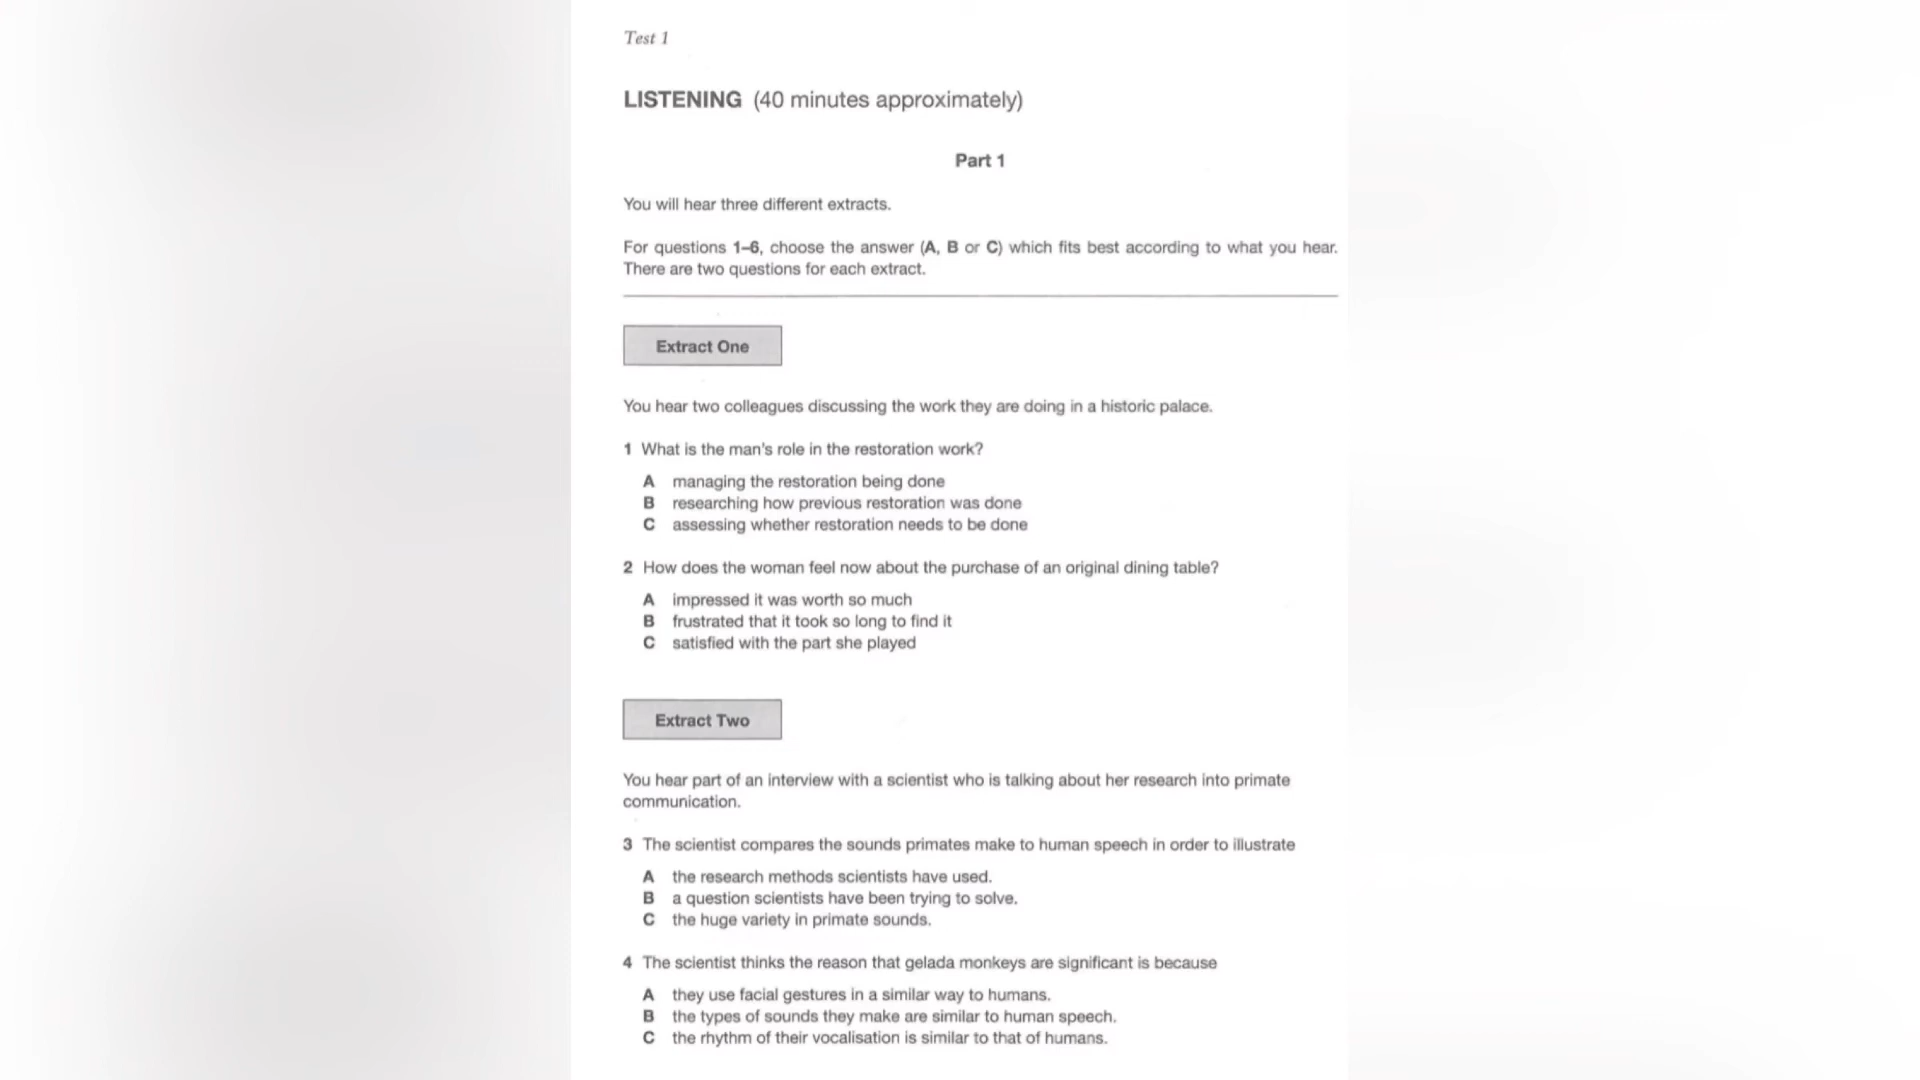 Test 1
LISTENING (40 minutes approximately)
Part 1
You will hear three different extracts.
For questions 1–6, choose the answer (A, B or C) which fits best according to what you hear.
There are two questions for each extract.
Extract One
You hear two colleagues discussing the work they are doing in a historic palace.
1 What is the man's role in the restoration work?
A managing the restoration being done
B researching how previous restoration was done
C assessing whether restoration needs to be done
2 How does the woman feel now about the purchase of an original dining table?
A impressed it was worth so much
B frustrated that it took so long to find it
C satisfied with the part she played
Extract Two
You hear part of an interview with a scientist who is talking about her research into primate
communication.
3 The scientist compares the sounds primates make to human speech in order to illustrate
A the research methods scientists have used.
B a question scientists have been trying to solve.
C the huge variety in primate sounds.
4 The scientist thinks the reason that gelada monkeys are significant is because
A they use facial gestures in a similar way to humans.
B the types of sounds they make are similar to human speech.
C the rhythm of their vocalisation is similar to that of humans.